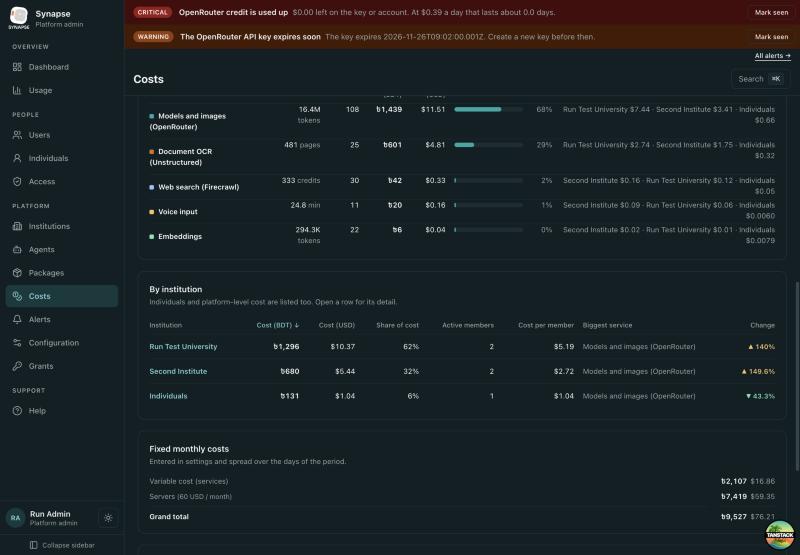 SYNAPSE
Synapse
Platform admin
OVERVIEW
Dashboard
Usage
PEOPLE
Users
Individuals
Access
PLATFORM
Institutions
Agents
Packages
Costs
Alerts
Configuration
Grants
SUPPORT
Help
RA
Run Admin
Platform admin
Collapse sidebar
CRITICAL OpenRouter credit is used up $0.00 left on the key or account. At $0.39 a day that lasts about 0.0 days. Mark seen
WARNING The OpenRouter API key expires soon The key expires 2026-11-26T09:02:00.001Z. Create a new key before then. Mark seen
All alerts →
Costs
Search ⌘K
Models and images (OpenRouter) 16.4M tokens 108 ৳1,439 $11.51 68% Run Test University $7.44 · Second Institute $3.41 · Individuals $0.66
Document OCR (Unstructured) 481 pages 25 ৳601 $4.81 29% Run Test University $2.74 · Second Institute $1.75 · Individuals $0.32
Web search (Firecrawl) 333 credits 30 ৳42 $0.33 2% Second Institute $0.16 · Run Test University $0.12 · Individuals $0.05
Voice input 24.8 min 11 ৳20 $0.16 1% Second Institute $0.09 · Run Test University $0.06 · Individuals $0.0060
Embeddings 294.3K tokens 22 ৳6 $0.04 0% Second Institute $0.02 · Run Test University $0.01 · Individuals $0.0079
By institution
Individuals and platform-level cost are listed too. Open a row for its detail.
Institution Cost (BDT) ↓ Cost (USD) Share of cost Active members Cost per member Biggest service Change
Run Test University ৳1,296 $10.37 62% 2 $5.19 Models and images (OpenRouter) ▲ 140%
Second Institute ৳680 $5.44 32% 2 $2.72 Models and images (OpenRouter) ▲ 149.6%
Individuals ৳131 $1.04 6% 1 $1.04 Models and images (OpenRouter) ▼ 43.3%
Fixed monthly costs
Entered in settings and spread over the days of the period.
Variable cost (services) ৳2,107 $16.86
Servers (60 USD / month) ৳7,419 $59.35
Grand total ৳9,527 $76.21
TANSTACK